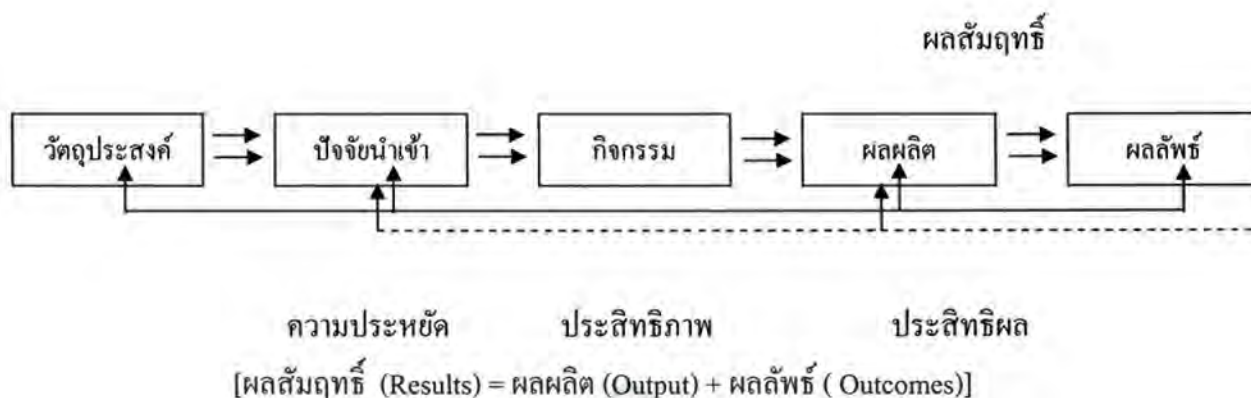 ผลสัมฤทธิ์
วัตถุประสงค์ ปัจจัยนำเข้า กิจกรรม ผลผลิต ผลลัพธ์
ความประหยัด ประสิทธิภาพ ประสิทธิผล
[ผลสัมฤทธิ์ (Results) = ผลผลิต (Output) + ผลลัพธ์ ( Outcomes)]